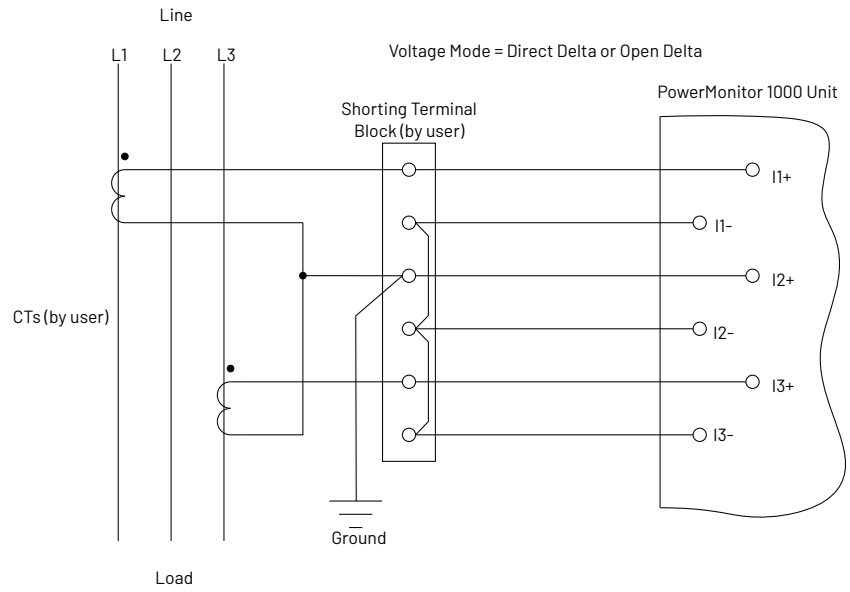 Line
L1
L2
L3
Voltage Mode = Direct Delta or Open Delta
PowerMonitor 1000 Unit
Shorting Terminal
Block (by user)
I1+
I1-
I2+
CTs (by user)
I2-
I3+
I3-
Ground
Load